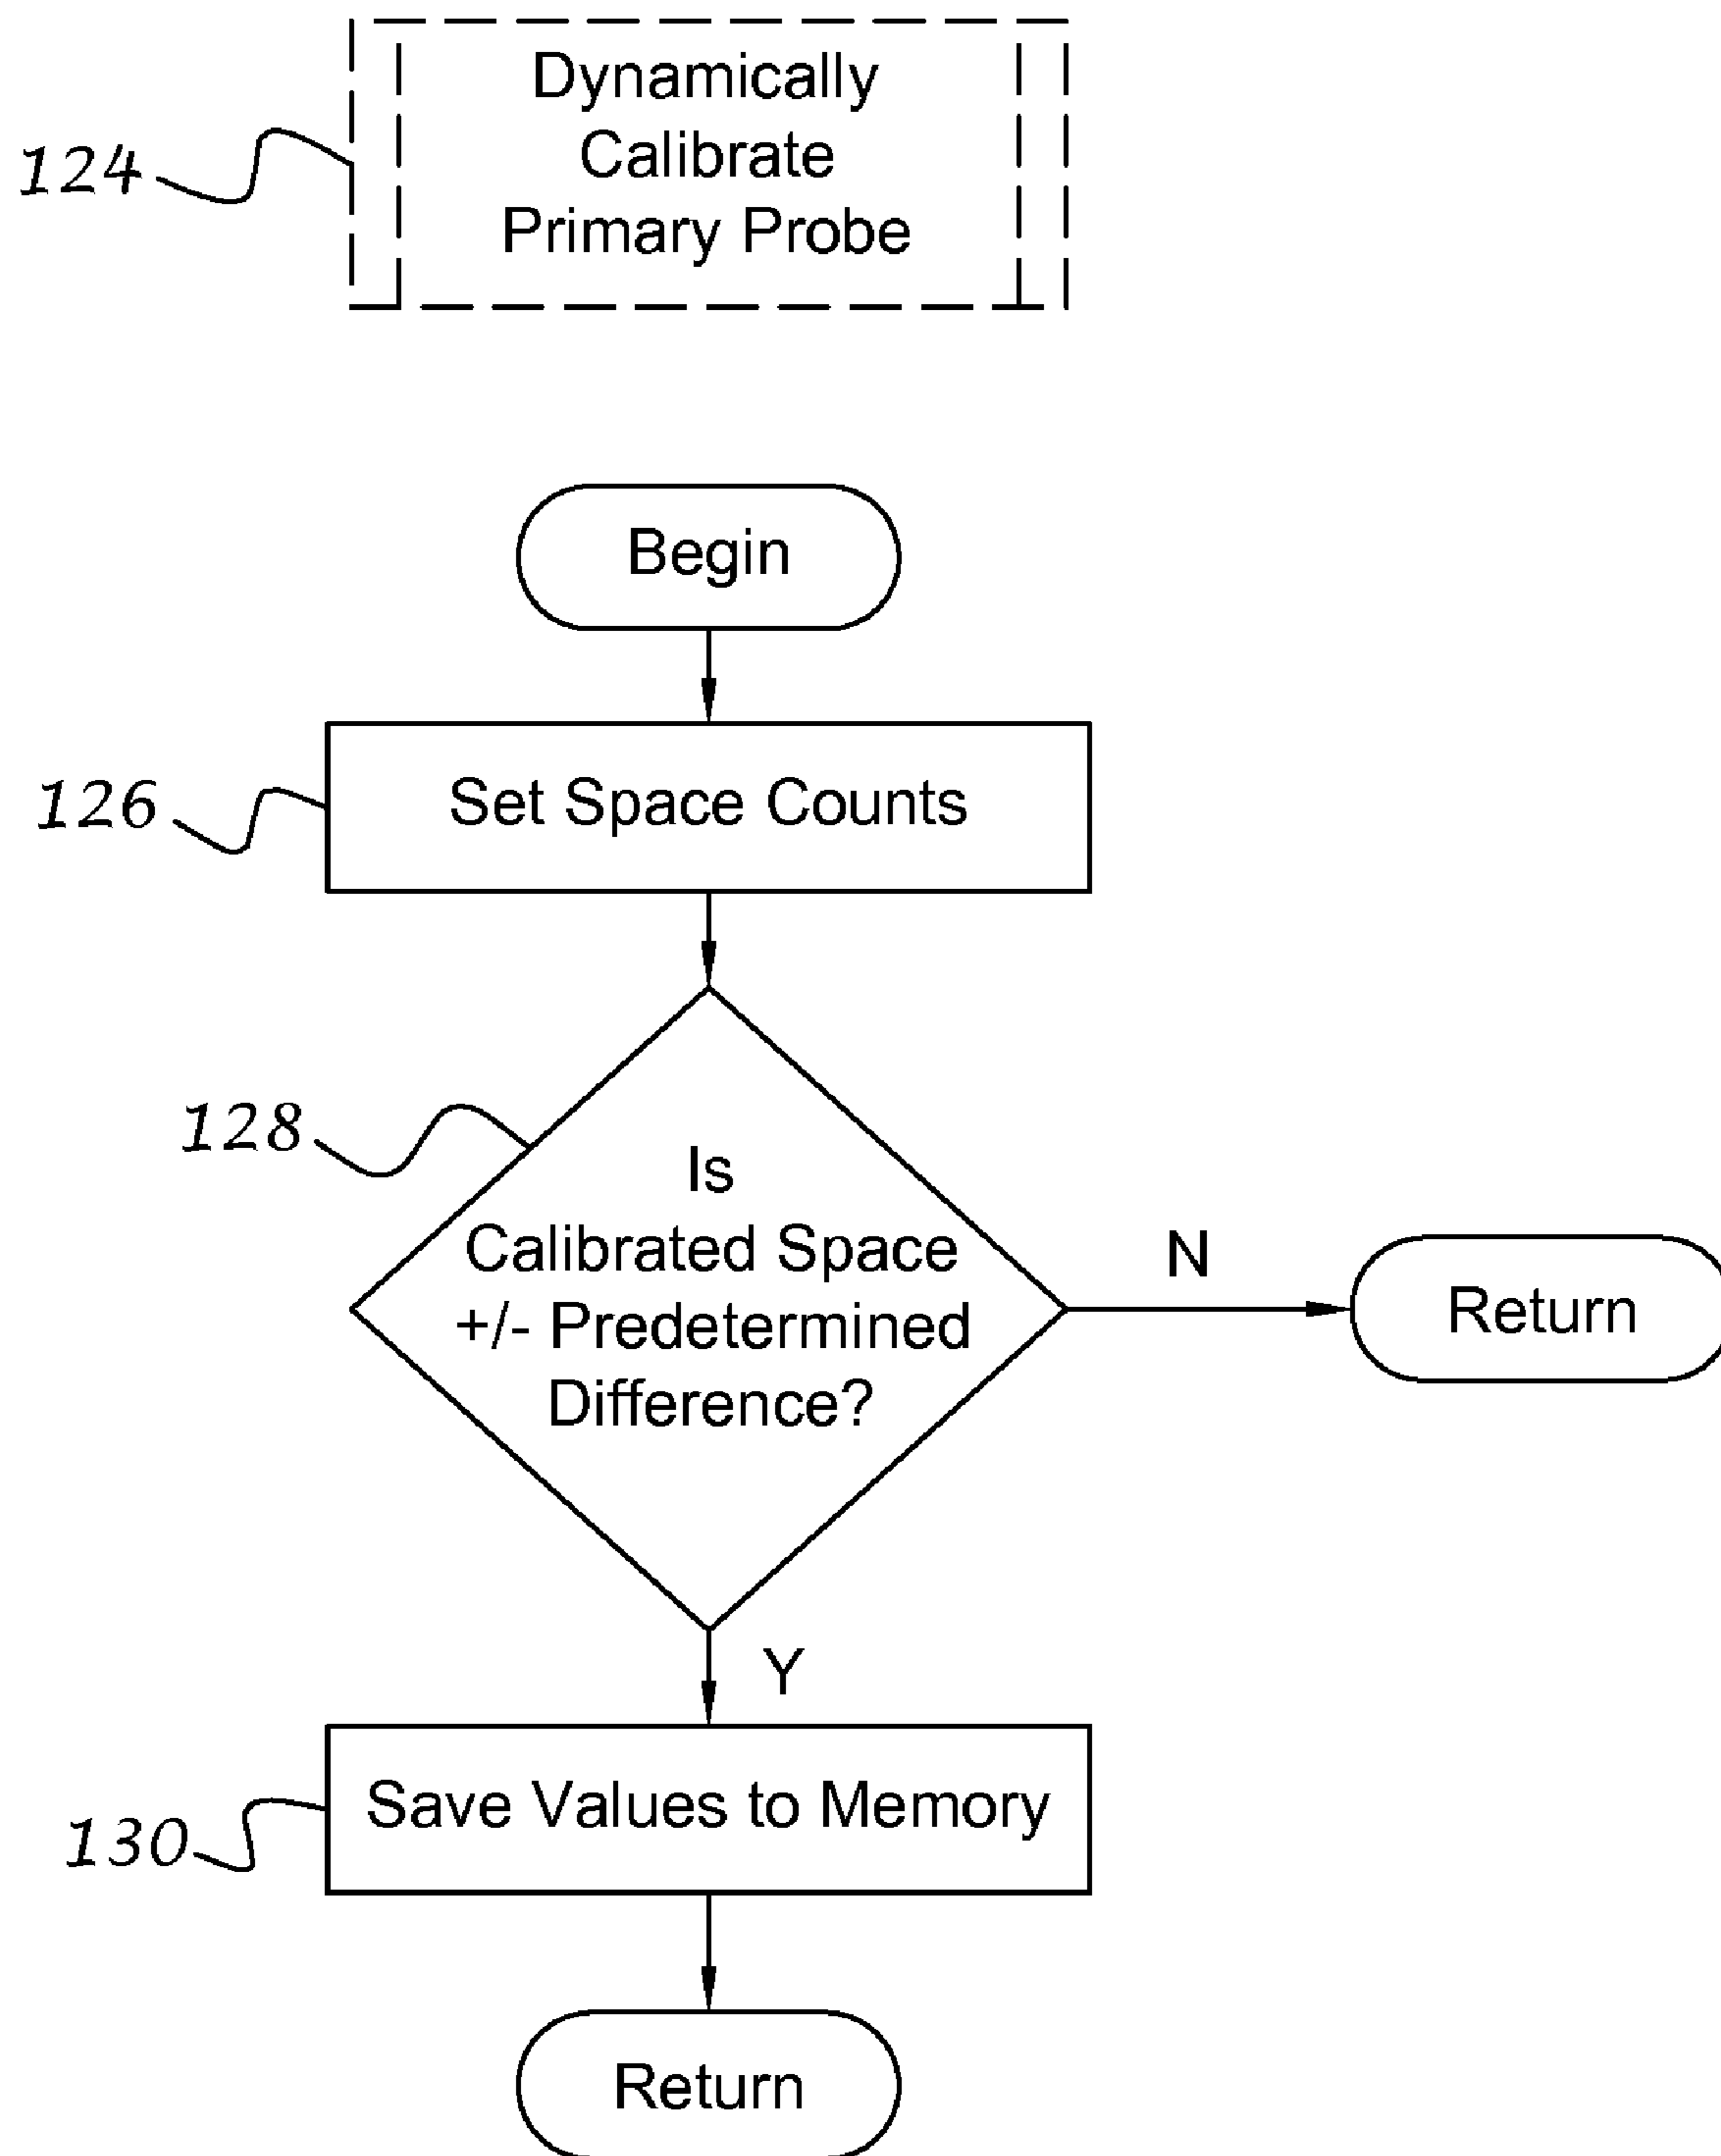 Dynamically
124
Calibrate
Primary Probe
Begin
126
Set Space Counts
128
Is
Calibrated Space
+/- Predetermined
Difference?
N
Return
Y
Save Values to Memory
130
Return